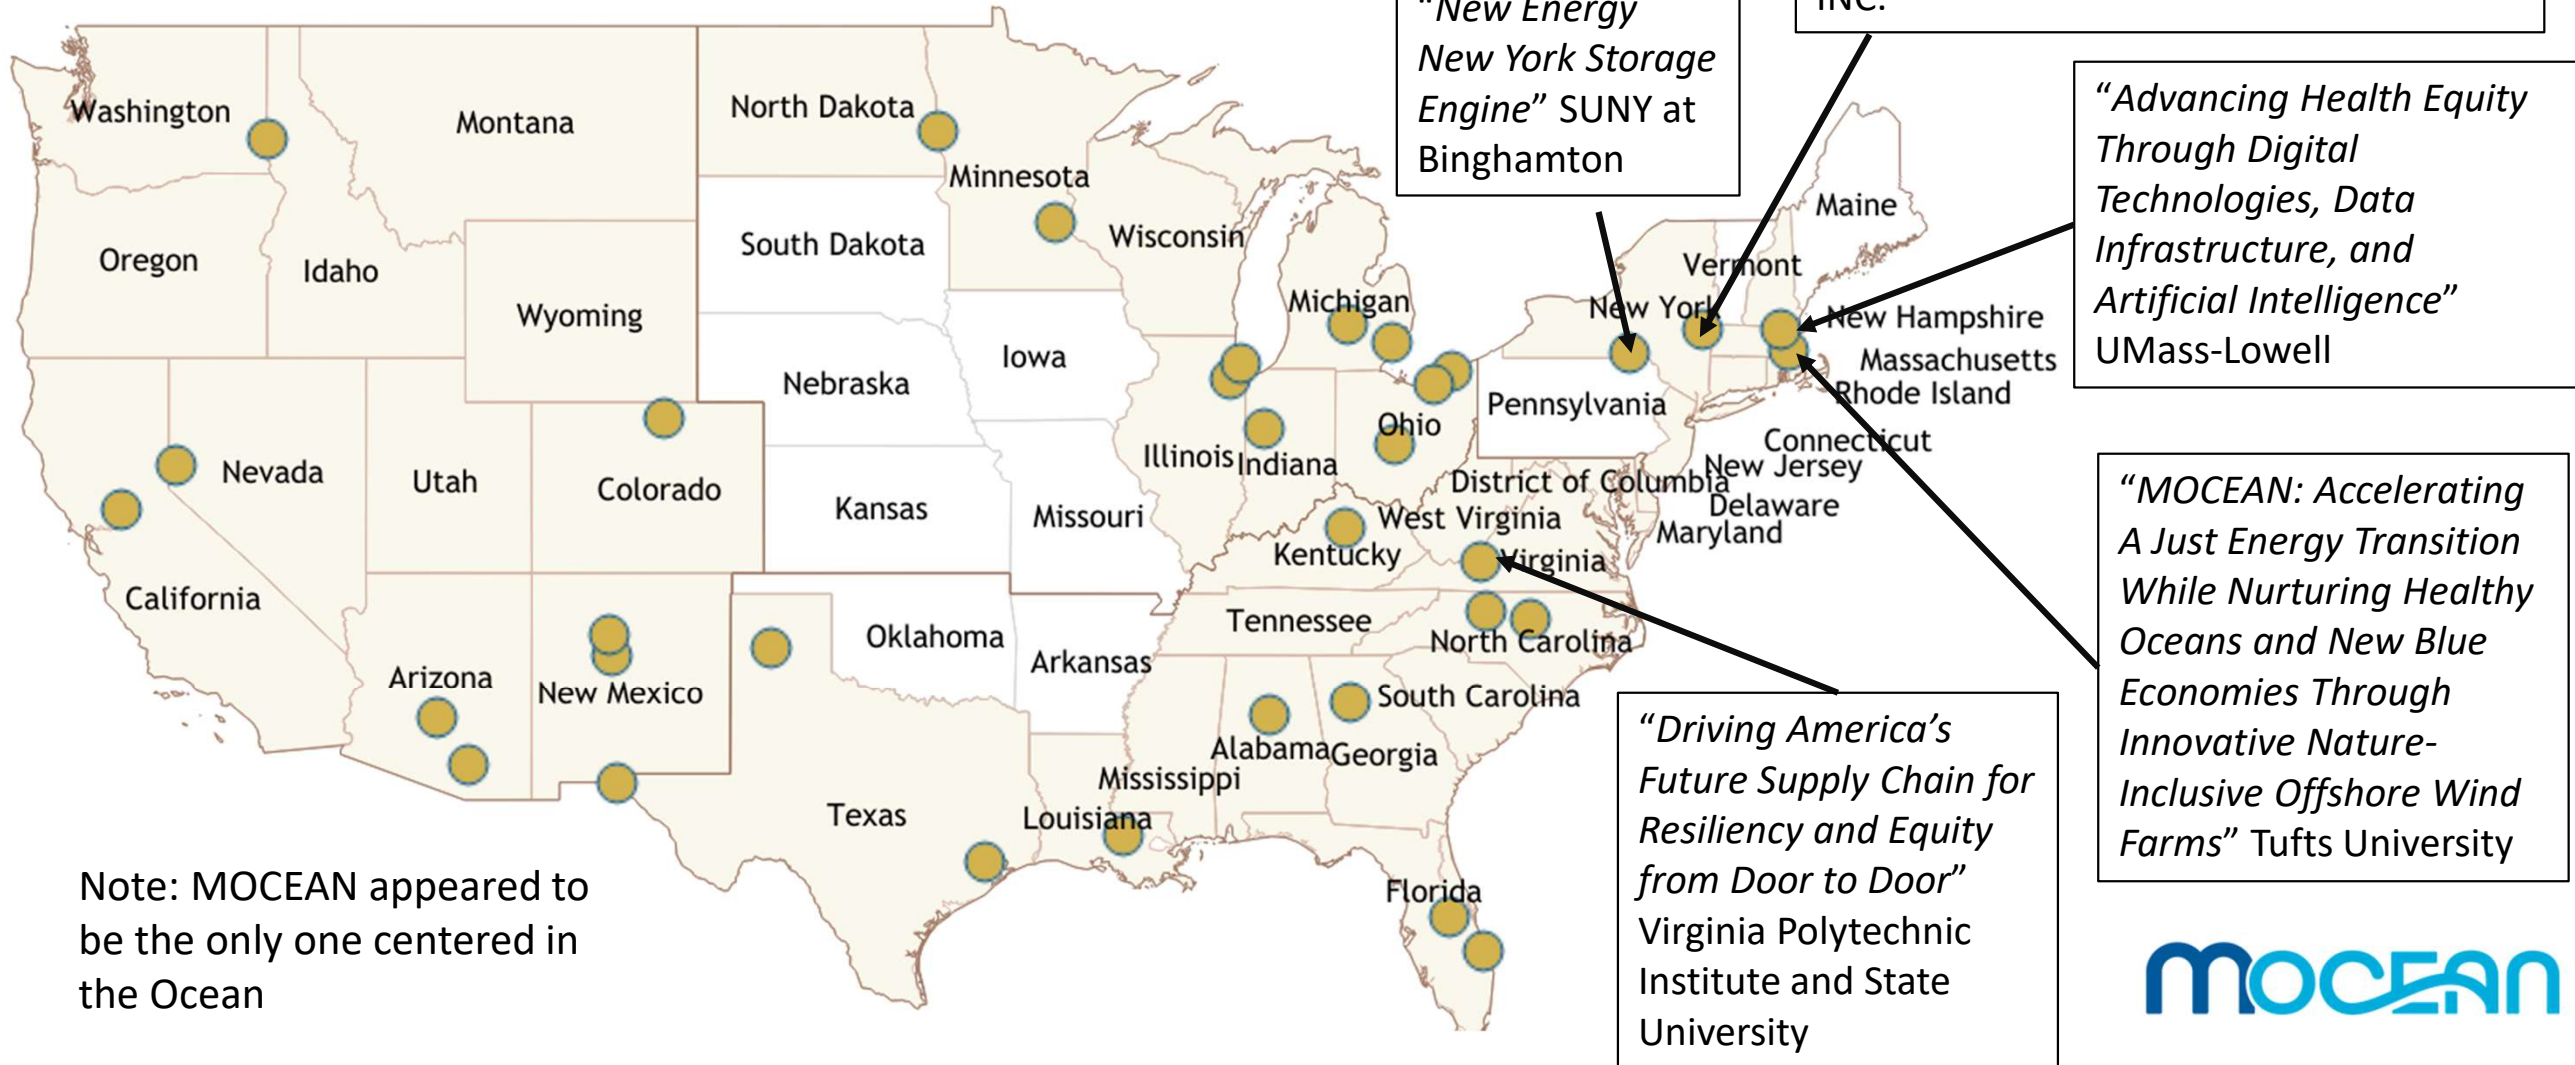 “New Energy
New York Storage
Engine” SUNY at
Binghamton
INC.
“Advancing Health Equity
Through Digital
Technologies, Data
Infrastructure, and
Artificial Intelligence”
UMass-Lowell
Washington
Montana
North Dakota
Minnesota
Oregon
Idaho
Wyoming
South Dakota
Wisconsin
Michigan
New York
Vermont
Maine
New Hampshire
Massachusetts
Rhode Island
Connecticut
New Jersey
Delaware
Maryland
District of Columbia
Pennsylvania
Iowa
Nebraska
Illinois
Indiana
Ohio
Nevada
Utah
Colorado
Kansas
Missouri
West Virginia
Virginia
Kentucky
California
Arizona
New Mexico
Oklahoma
Arkansas
Tennessee
North Carolina
South Carolina
Alabama
Georgia
Mississippi
Louisiana
Texas
Florida
“MOCEAN: Accelerating
A Just Energy Transition
While Nurturing Healthy
Oceans and New Blue
Economies Through
Innovative Nature-
Inclusive Offshore Wind
Farms” Tufts University
“Driving America’s
Future Supply Chain for
Resiliency and Equity
from Door to Door”
Virginia Polytechnic
Institute and State
University
Note: MOCEAN appeared to
be the only one centered in
the Ocean
mOCEAN